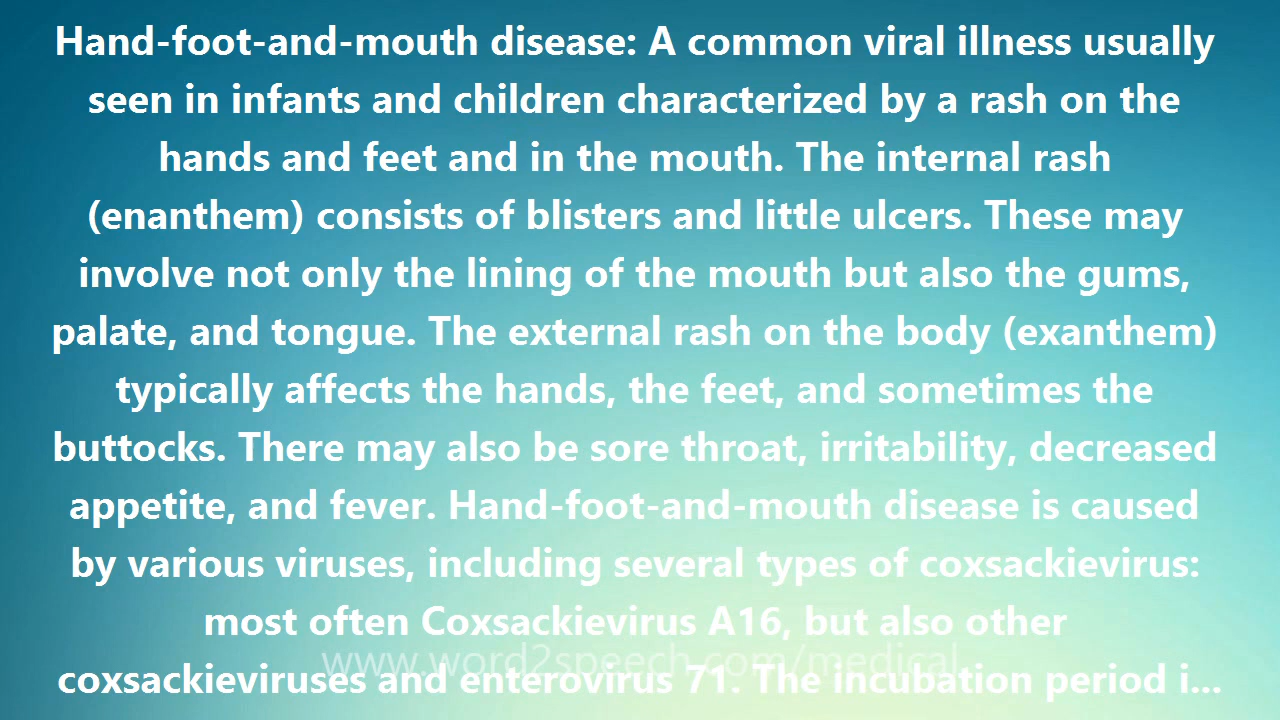 Hand-foot-and-mouth disease: A common viral illness usually
seen in infants and children characterized by a rash on the
hands and feet and in the mouth. The internal rash
(enanthem) consists of blisters and little ulcers. These may
involve not only the lining of the mouth but also the gums,
palate, and tongue. The external rash on the body (exanthem)
typically affects the hands, the feet, and sometimes the
buttocks. There may also be sore throat, irritability, decreased
appetite, and fever. Hand-foot-and-mouth disease is caused
by various viruses, including several types of coxsackievirus:
most often Coxsackievirus A16, but also other
www.word2speech.com/medical
coxsackieviruses and enterovirus 71. The incubation period i...